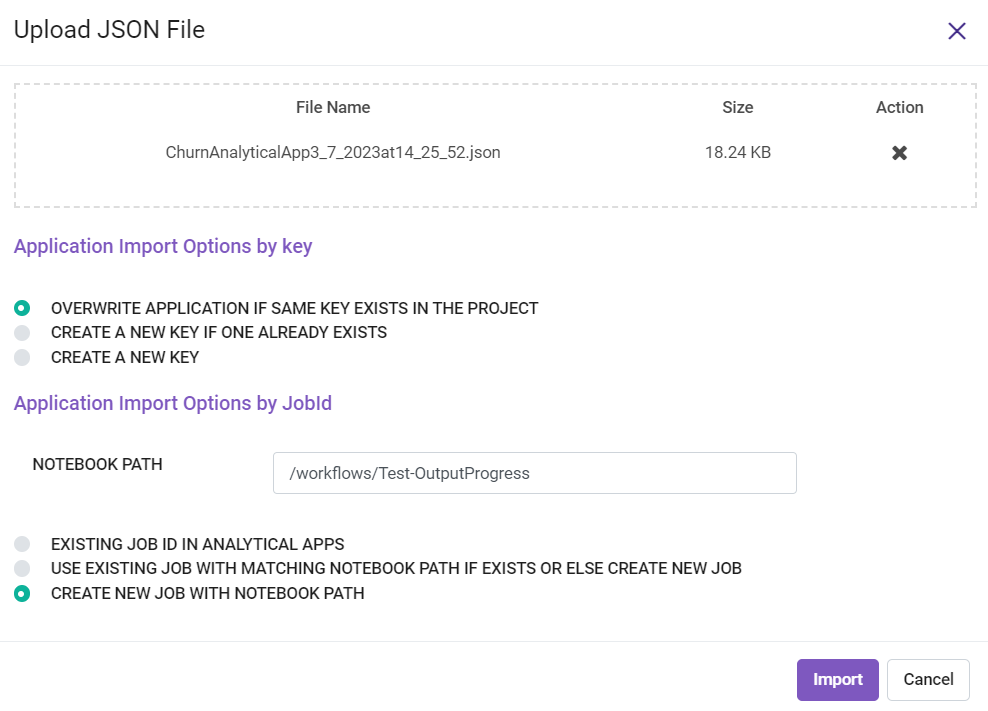 Upload JSON File
File Name Size Action
ChurnAnalyticalApp3_7_2023at14_25_52.json 18.24 KB
Application Import Options by key
OVERWRITE APPLICATION IF SAME KEY EXISTS IN THE PROJECT
CREATE A NEW KEY IF ONE ALREADY EXISTS
CREATE A NEW KEY
Application Import Options by JobId
NOTEBOOK PATH /workflows/Test-OutputProgress
EXISTING JOB ID IN ANALYTICAL APPS
USE EXISTING JOB WITH MATCHING NOTEBOOK PATH IF EXISTS OR ELSE CREATE NEW JOB
CREATE NEW JOB WITH NOTEBOOK PATH
Import Cancel